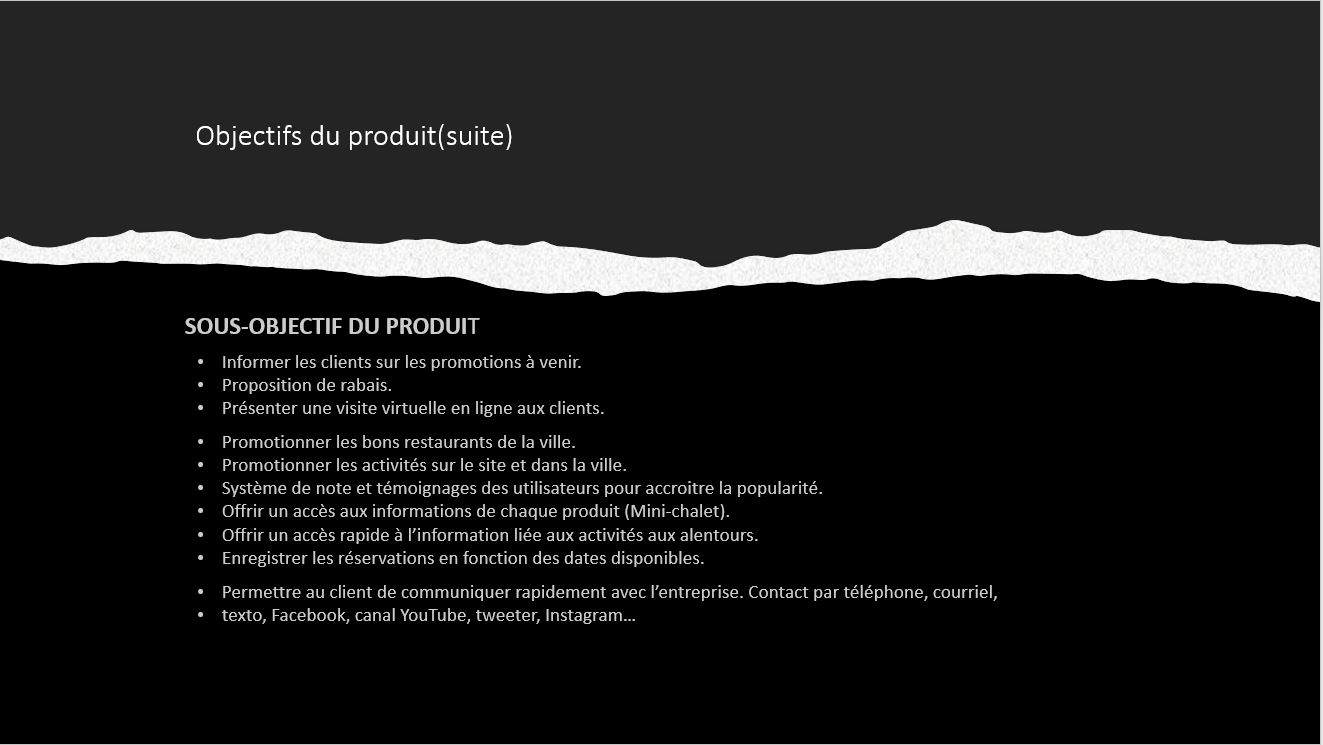 Objectifs du produit(suite)
SOUS-OBJECTIF DU PRODUIT
• Informer les clients sur les promotions à venir.
• Proposition de rabais.
• Présenter une visite virtuelle en ligne aux clients.
• Promotionner les bons restaurants de la ville.
• Promotionner les activités sur le site et dans la ville.
• Système de note et témoignages des utilisateurs pour accroitre la popularité.
• Offrir un accès aux informations de chaque produit (Mini-chalet).
• Offrir un accès rapide à l’information liée aux activités aux alentours.
• Enregistrer les réservations en fonction des dates disponibles.
• Permettre au client de communiquer rapidement avec l’entreprise. Contact par téléphone, courriel,
• texto, Facebook, canal YouTube, tweeter, Instagram…